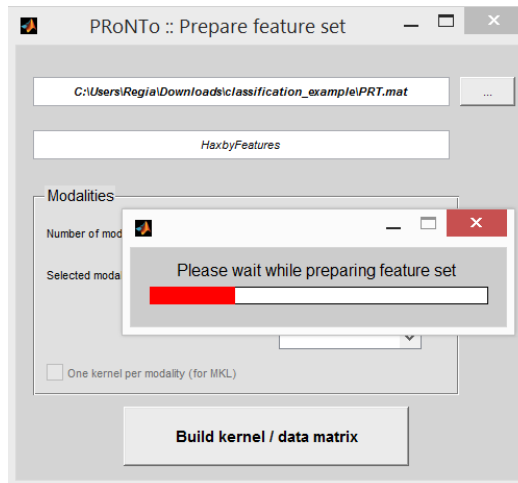 PRoNTo :: Prepare feature set
C:\Users\Regia\Downloads\classification_example\PRT.mat
...
HaxbyFeatures
Modalities
Number of mod
Selected moda
Please wait while preparing feature set
One kernel per modality (for MKL)
Build kernel / data matrix